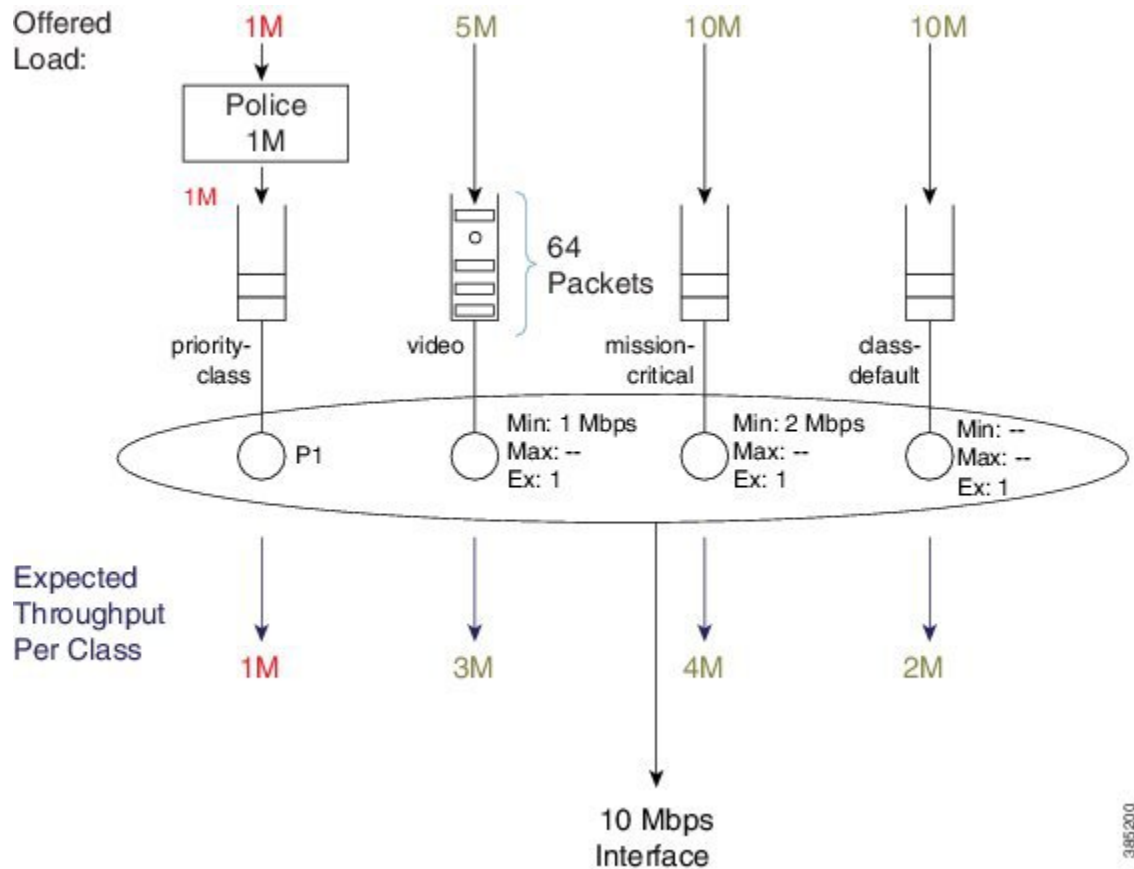 Offered
Load:
1M
5M
10M
10M
Police
1M
1M
64
Packets
priority-
class
video
mission-
critical
class-
default
P1
Min: 1 Mbps
Max: --
Ex: 1
Min: 2 Mbps
Max: --
Ex: 1
Min: --
Max: --
Ex: 1
Expected
Throughput
Per Class
1M
3M
4M
2M
10 Mbps
Interface
385200